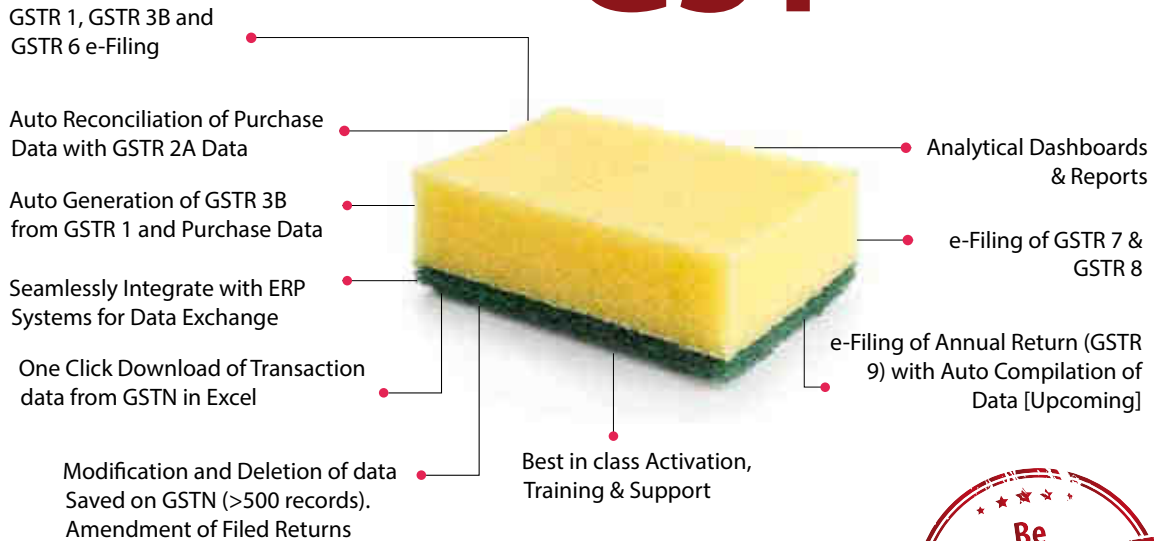 GST
GSTR 1, GSTR 3B and
GSTR 6 e-Filing
Auto Reconciliation of Purchase
Data with GSTR 2A Data
Auto Generation of GSTR 3B
from GSTR 1 and Purchase Data
Seamlessly Integrate with ERP
Systems for Data Exchange
One Click Download of Transaction
data from GSTN in Excel
Modification and Deletion of data
Saved on GSTN (>500 records).
Amendment of Filed Returns
Best in class Activation,
Training & Support
Analytical Dashboards
& Reports
e-Filing of GSTR 7 &
GSTR 8
e-Filing of Annual Return (GSTR
9) with Auto Compilation of
Data [Upcoming]
Be